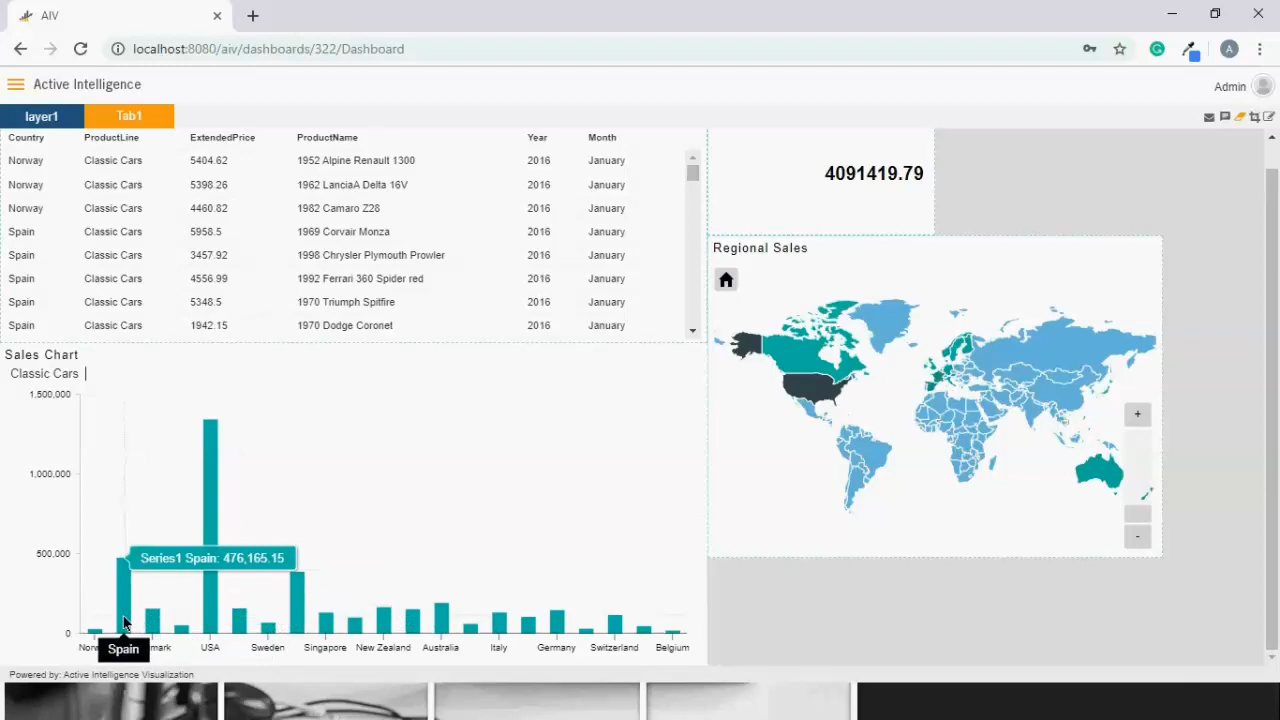 AIV
localhost:8080/aiv/dashboards/322/Dashboard
A
Active Intelligence
Admin
layer1 Tab1
Country ProductLine ExtendedPrice ProductName Year Month
Norway Classic Cars 5404.62 1952 Alpine Renault 1300 2016 January
Norway Classic Cars 5398.26 1962 LanciaA Delta 16V 2016 January
Norway Classic Cars 4460.82 1982 Camaro Z28 2016 January
Spain Classic Cars 5958.5 1969 Corvair Monza 2016 January
Spain Classic Cars 3457.92 1998 Chrysler Plymouth Prowler 2016 January
Spain Classic Cars 4556.99 1992 Ferrari 360 Spider red 2016 January
Spain Classic Cars 5348.5 1970 Triumph Spitfire 2016 January
Spain Classic Cars 1942.15 1970 Dodge Coronet 2016 January
4091419.79
Regional Sales
+
-
Sales Chart
Classic Cars |
1,500,000
1,000,000
500,000
0
Series1 Spain: 476,165.15
USA Sweden Singapore New Zealand Australia Italy Germany Switzerland Belgium
Spain
Powered by: Active Intelligence Visualization